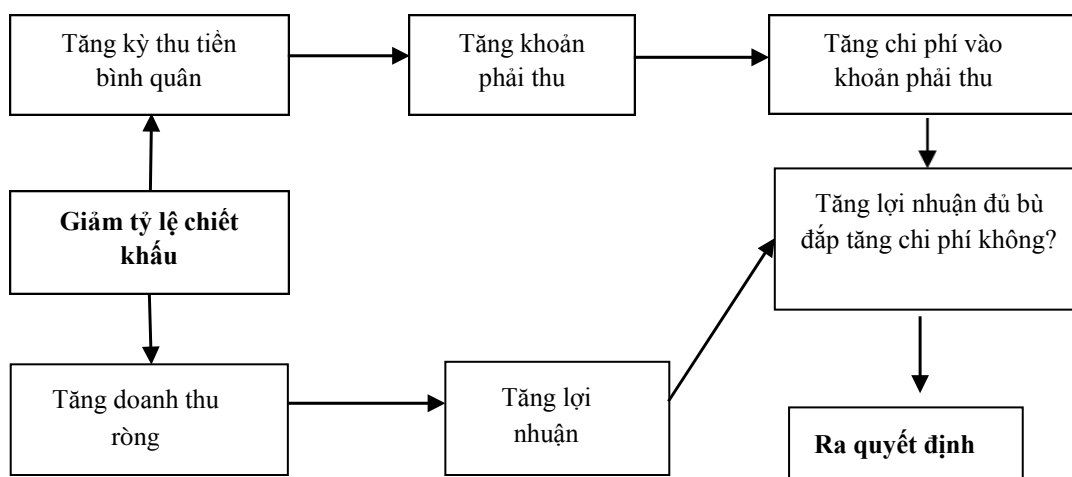 Tăng kỳ thu tiền
bình quân
Tăng khoản
phải thu
Tăng chi phí vào
khoản phải thu
Giảm tỷ lệ chiết
khấu
Tăng lợi nhuận đủ bù
đắp tăng chi phí không?
Tăng doanh thu
ròng
Tăng lợi
nhuận
Ra quyết định